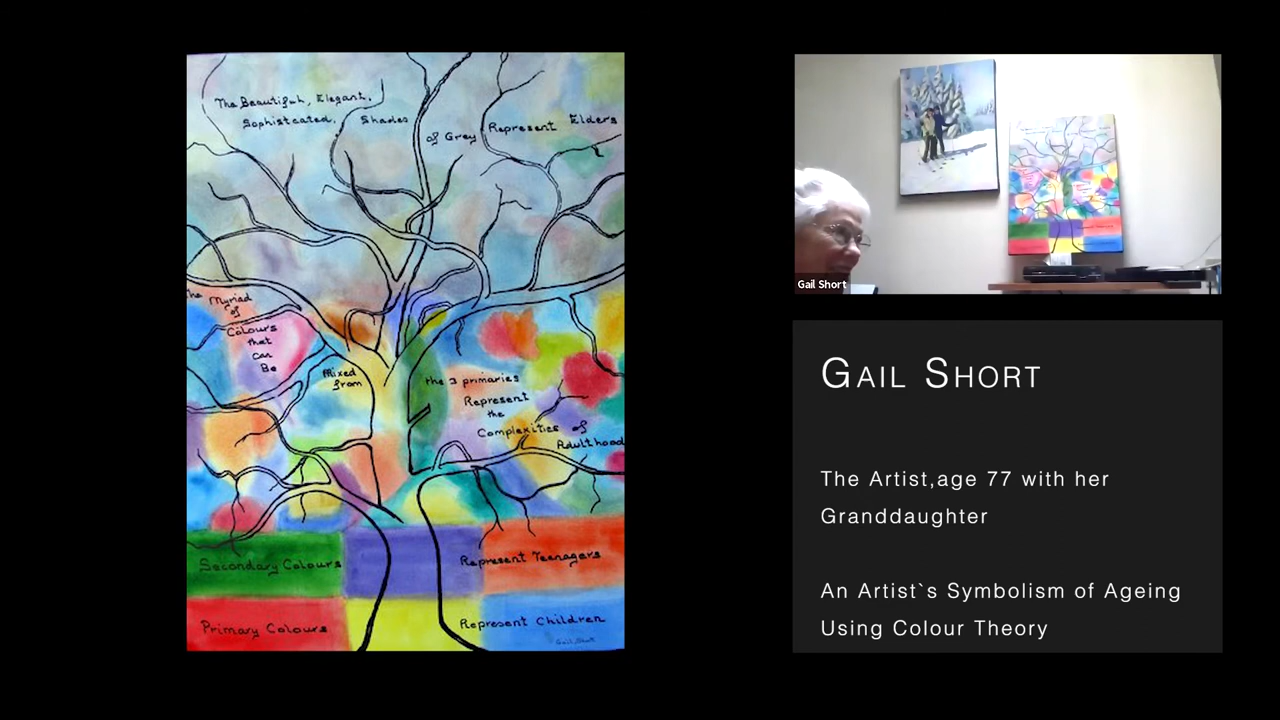 The Beautiful, Elegant,
Sophisticated, Shades of Grey Represent Elders
The Myriad
of
Colours
that
Can
Be
Mixed
from
the 3 primaries
Represent
the
Complexities of
Adulthood
Secondary Colours Represent Teenagers
Primary Colours Represent Children
Gail Short
Gail Short
GAIL SHORT
The Artist,age 77 with her
Granddaughter
An Artist`s Symbolism of Ageing
Using Colour Theory